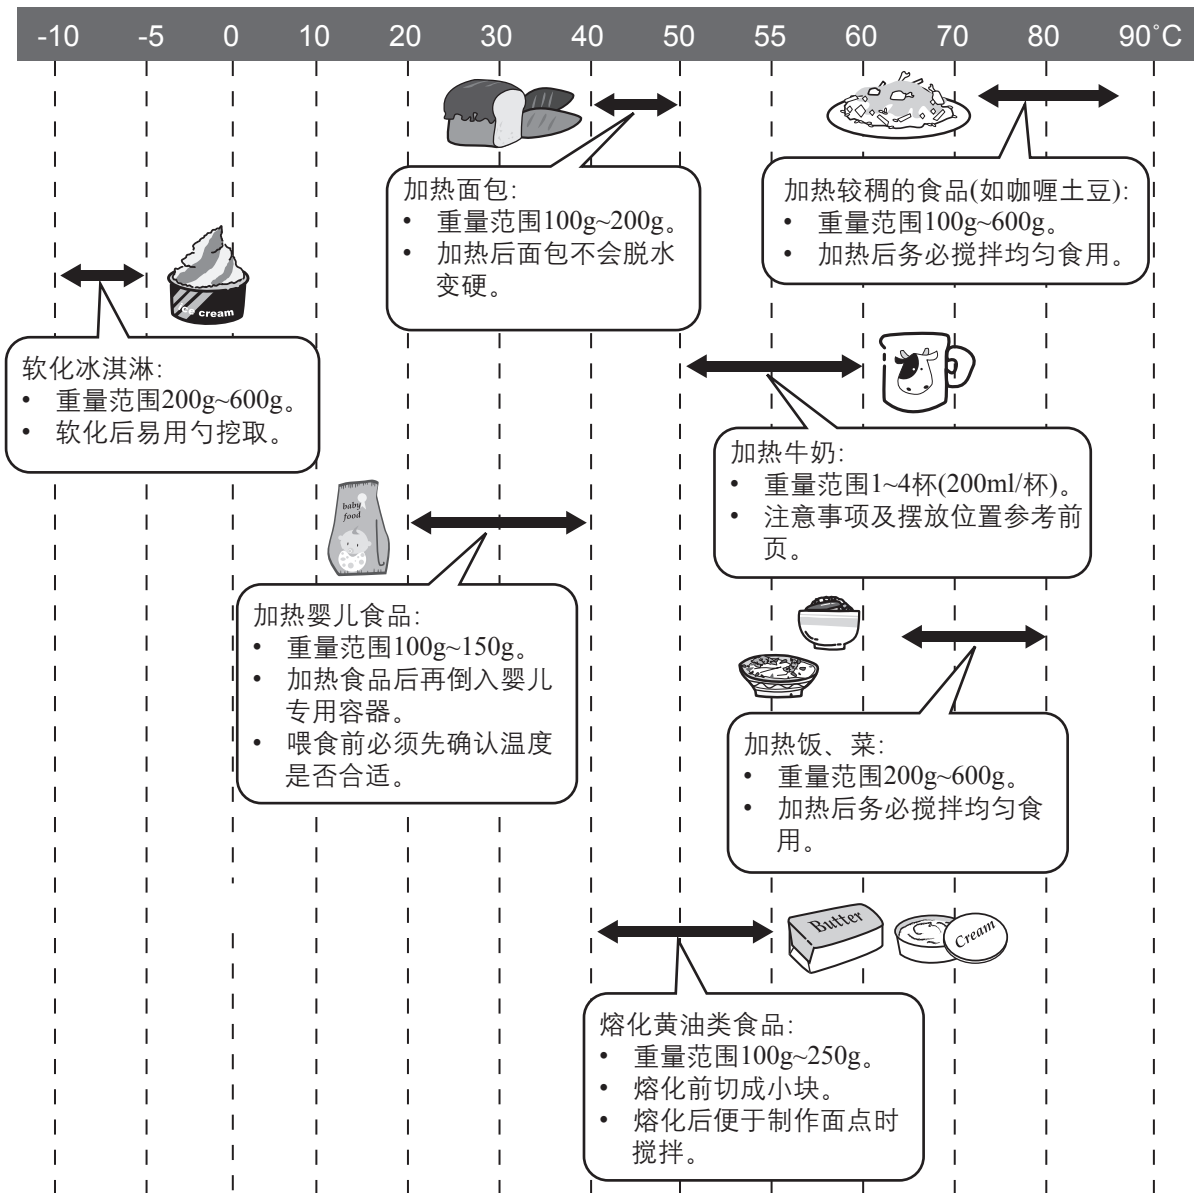 -10 -5 0 10 20 30 40 50 55 60 70 80 90˚C
加热面包:
• 重量范围100g~200g。
• 加热后面包不会脱水
变硬。
加热较稠的食品(如咖喱土豆):
• 重量范围100g~600g。
• 加热后务必搅拌均匀食用。
Ice cream
软化冰淇淋:
• 重量范围200g~600g。
• 软化后易用勺挖取。
加热牛奶:
• 重量范围1~4杯(200ml/杯)。
• 注意事项及摆放位置参考前
页。
baby
food
加热婴儿食品:
• 重量范围100g~150g。
• 加热食品后再倒入婴儿
专用容器。
• 喂食前必须先确认温度
是否合适。
加热饭、菜:
• 重量范围200g~600g。
• 加热后务必搅拌均匀食
用。
Butter
Cream
熔化黄油类食品:
• 重量范围100g~250g。
• 熔化前切成小块。
• 熔化后便于制作面点时
搅拌。